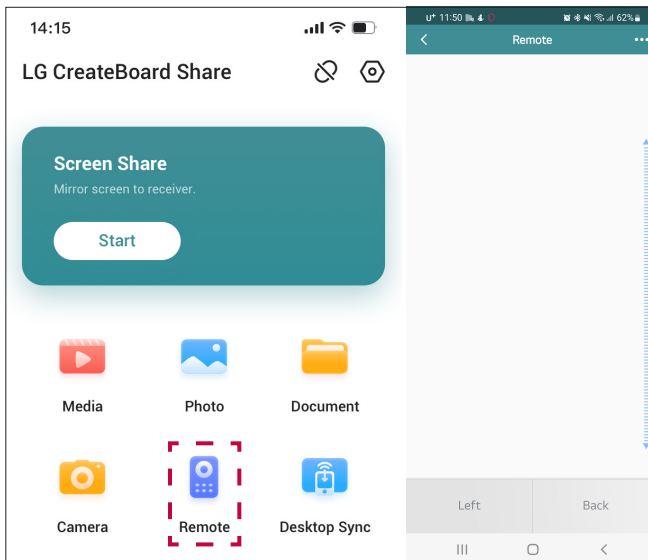 14:15
LG CreateBoard Share
Screen Share
Mirror screen to receiver.
Start
Media
Photo
Document
Camera
Remote
Desktop Sync
U+ 11:50
62%
Remote
Left
Back